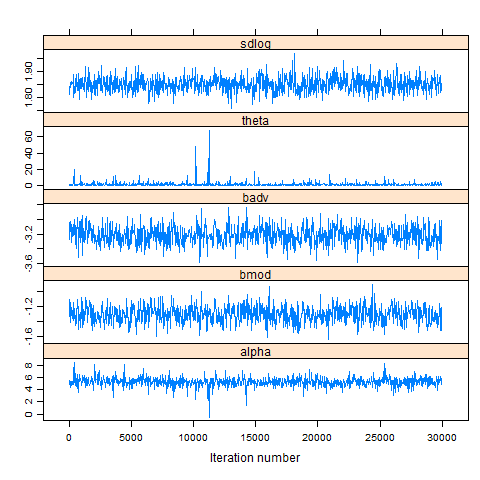 sdlog
1.80 1.90
theta
0 20 40 60
badv
-3.6 -3.2
bmod
-1.6 -1.2
alpha
0 2 4 6 8
0 5000 10000 15000 20000 25000 30000
Iteration number